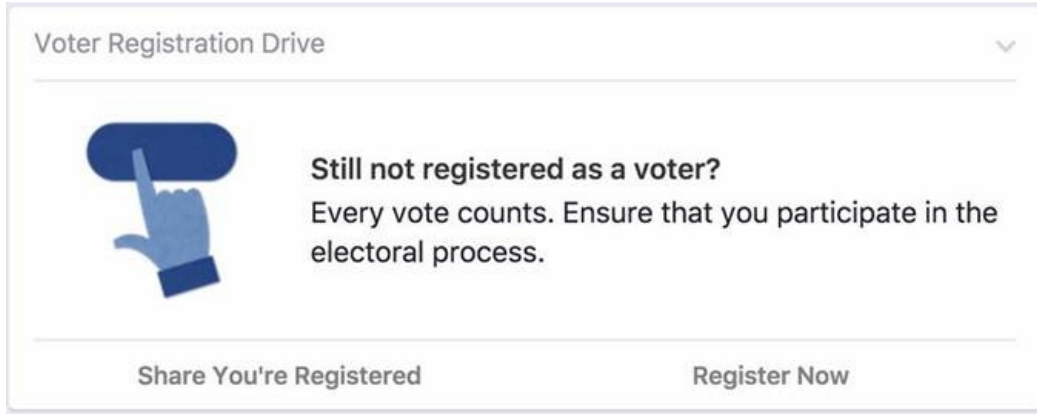 Voter Registration Drive
Still not registered as a voter?
Every vote counts. Ensure that you participate in the
electoral process.
Share You're Registered
Register Now